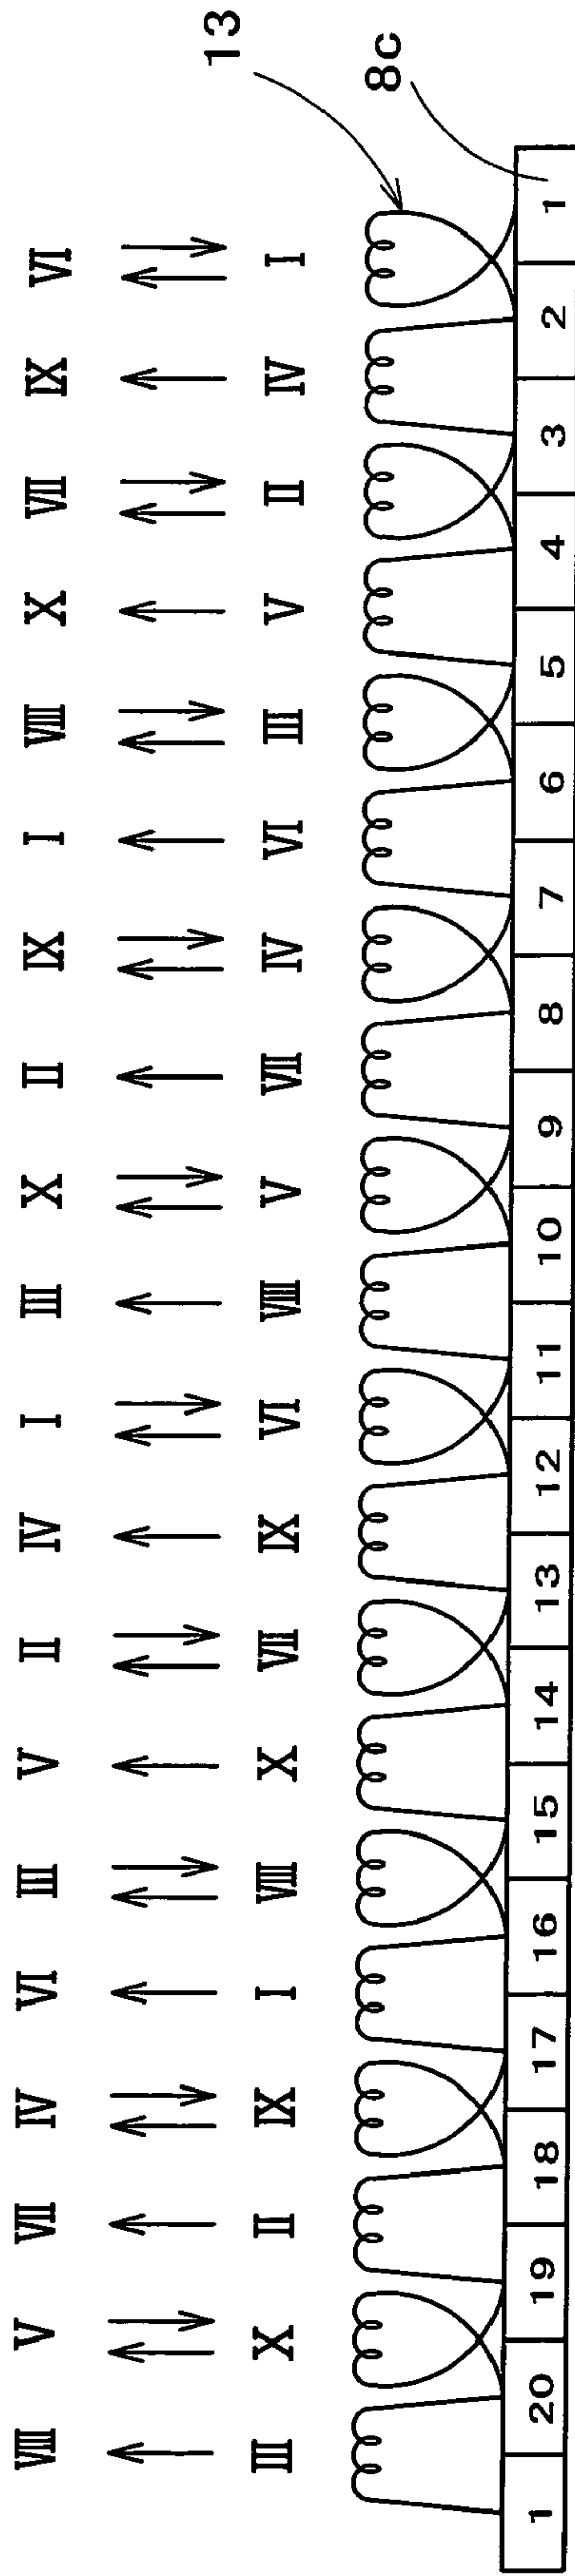 13
8c
VI IX VII X VIII I IX II X III I IV II V III VI IV VII V VIII
I IV II V III VI IV VII V VIII VI IX VII X VIII I IX II X III
1 2 3 4 5 6 7 8 9 10 11 12 13 14 15 16 17 18 19 20 1